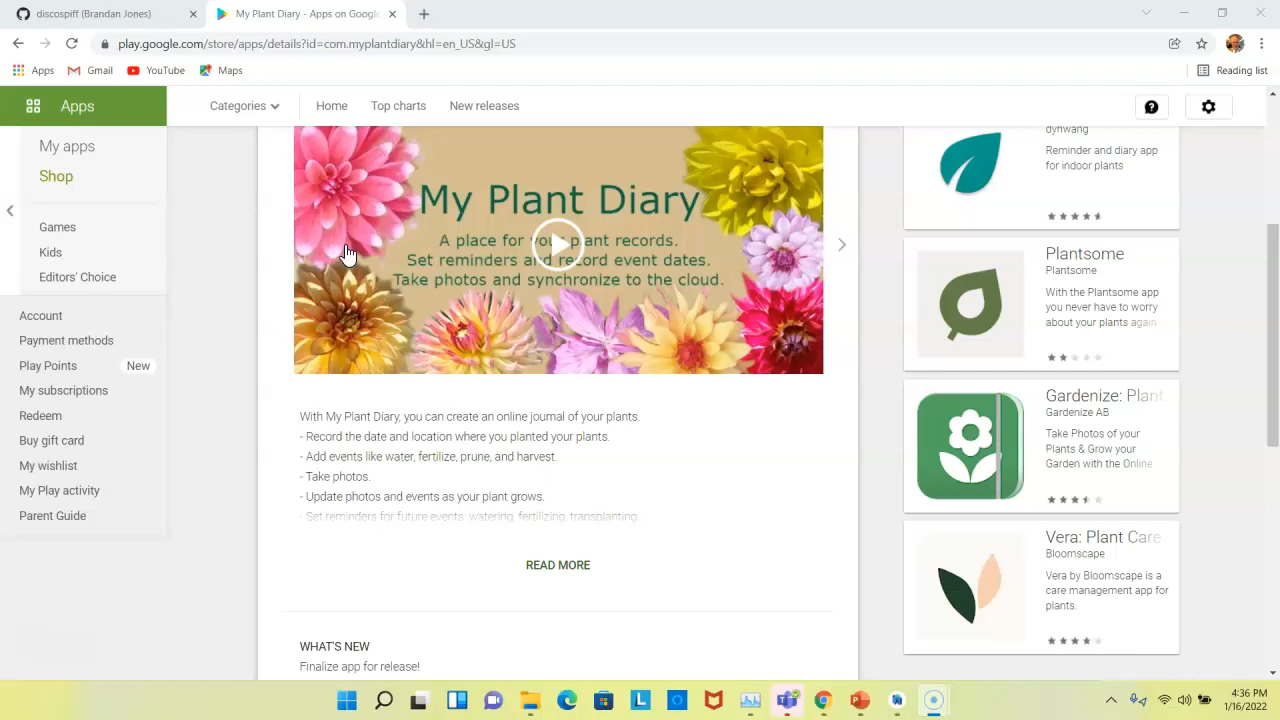 discospiff (Brandan Jones)
My Plant Diary - Apps on Google
play.google.com/store/apps/details?id=com.myplantdiary&hl=en_US&gl=US
Apps
Gmail
YouTube
Maps
Reading list
Apps
Categories
Home
Top charts
New releases
My apps
Shop
Games
Kids
Editors' Choice
Account
Payment methods
Play Points
New
My subscriptions
Redeem
Buy gift card
My wishlist
My Play activity
Parent Guide
My Plant Diary
A place for your plant records.
Set reminders and record event dates.
Take photos and synchronize to the cloud.
With My Plant Diary, you can create an online journal of your plants.
- Record the date and location where you planted your plants.
- Add events like water, fertilize, prune, and harvest.
- Take photos.
- Update photos and events as your plant grows.
- Set reminders for future events: watering, fertilizing, transplanting
READ MORE
WHAT'S NEW
Finalize app for release!
dynwang
Reminder and diary app
for indoor plants
Plantsome
Plantsome
With the Plantsome app
you never have to worry
about your plants again
Gardenize: Plant
Gardenize AB
Take Photos of your
Plants & Grow your
Garden with the Online
Vera: Plant Care
Bloomscape
Vera by Bloomscape is a
care management app for
plants.
4:36 PM
1/16/2022